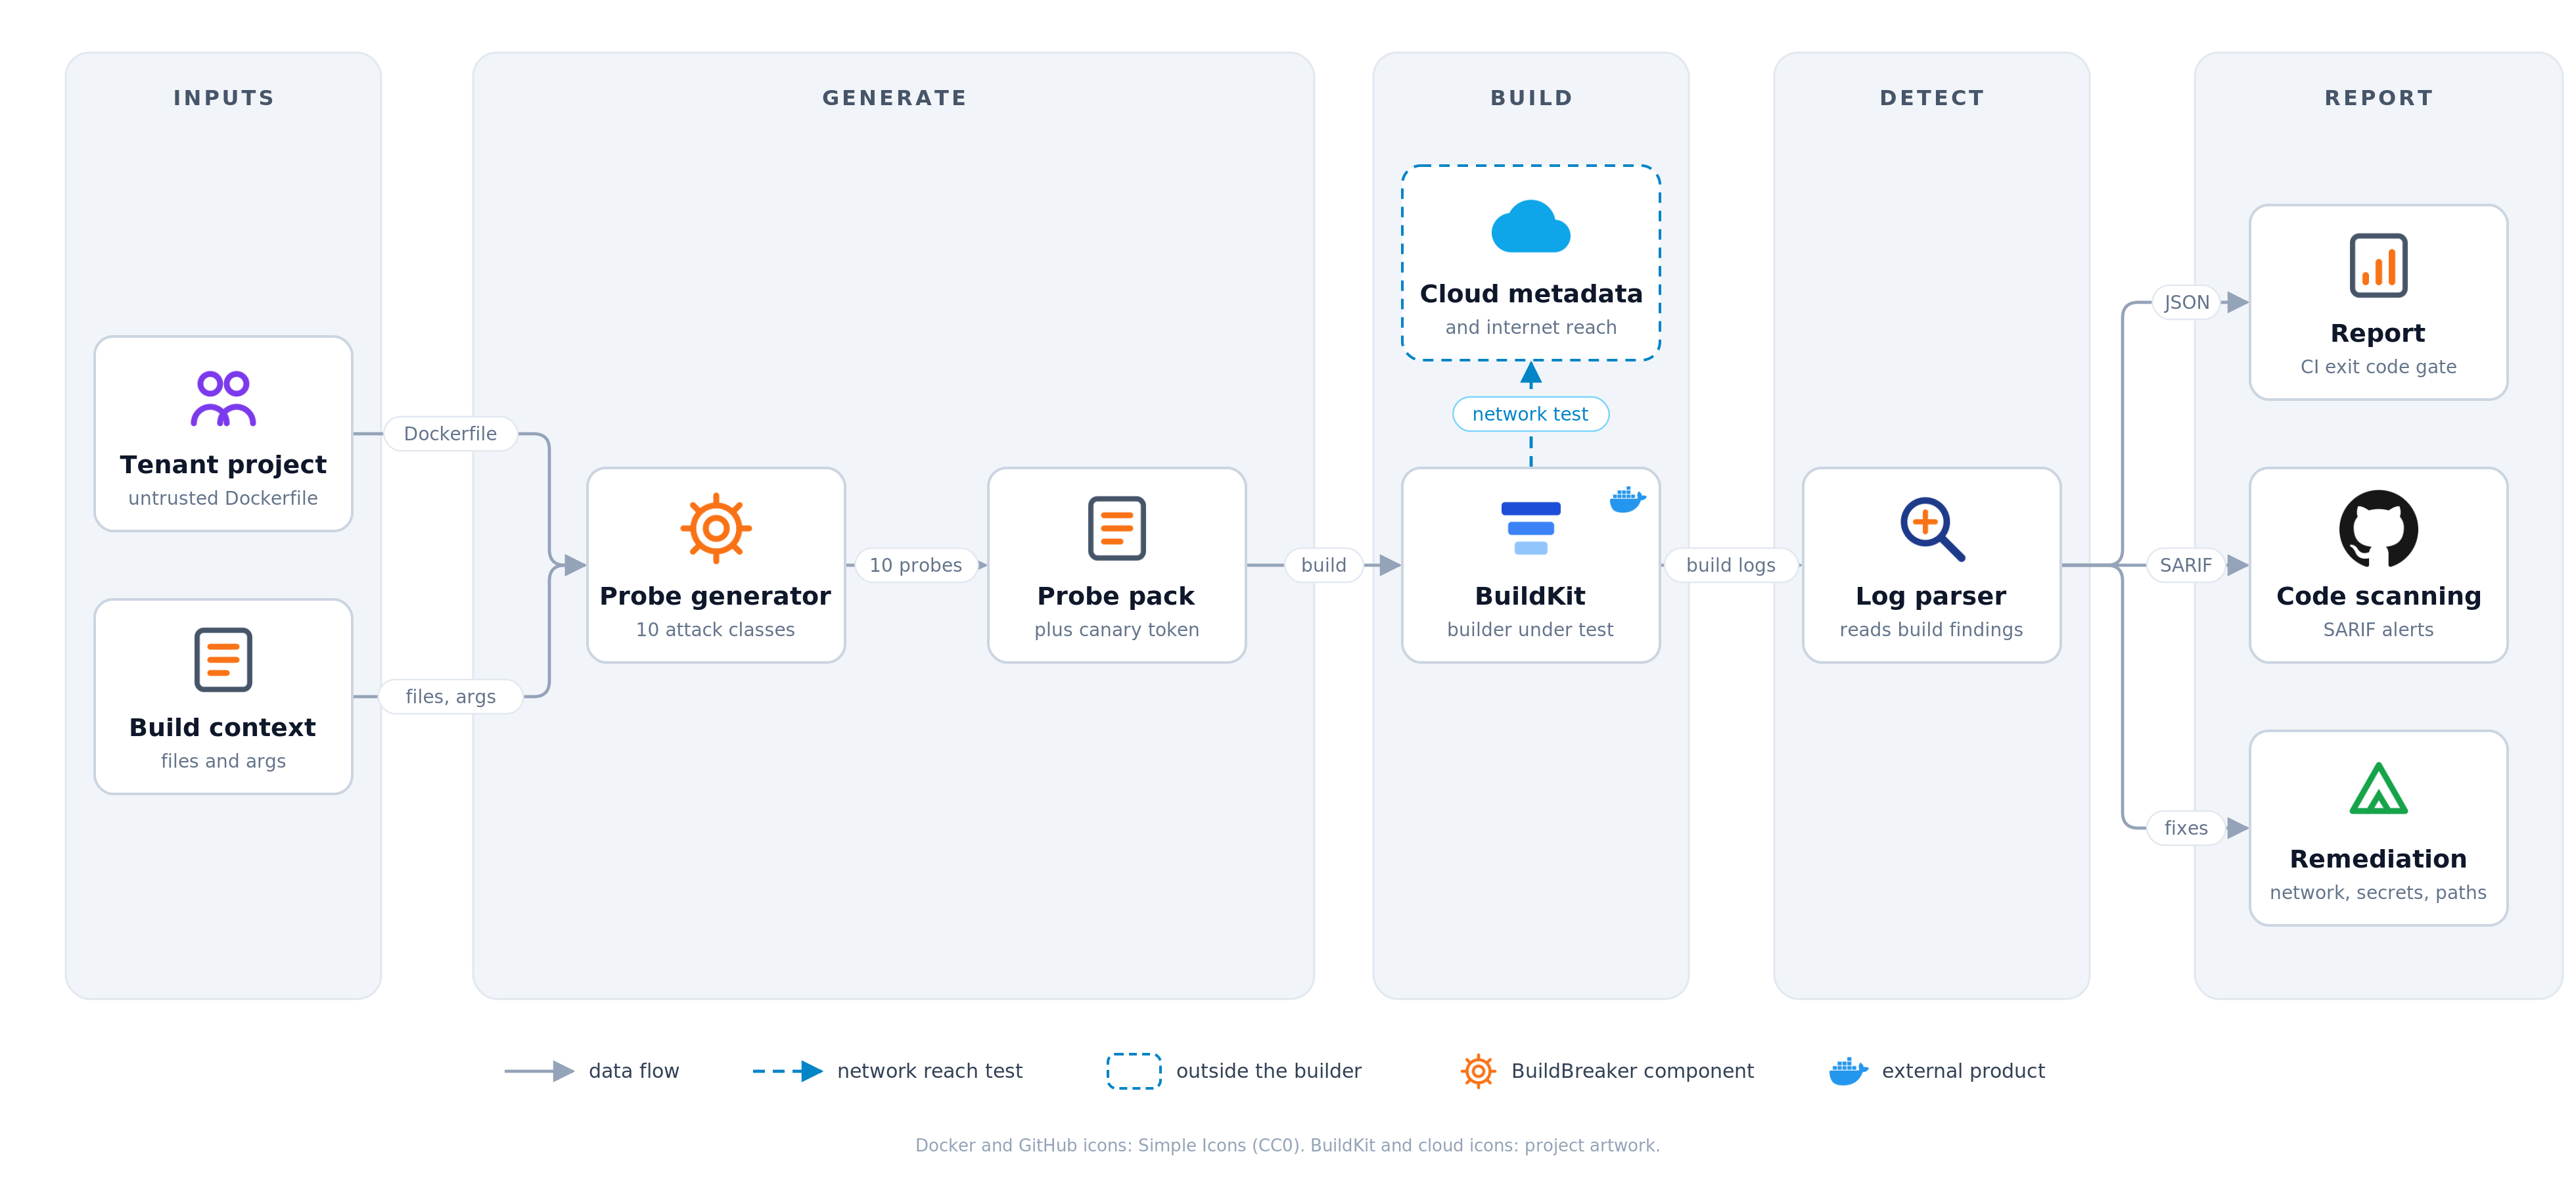 INPUTS
GENERATE
BUILD
DETECT
REPORT
Tenant project
untrusted Dockerfile
Build context
files and args
Dockerfile
files, args
Probe generator
10 attack classes
10 probes
Probe pack
plus canary token
build
Cloud metadata
and internet reach
network test
BuildKit
builder under test
build logs
Log parser
reads build findings
JSON
SARIF
fixes
Report
CI exit code gate
Code scanning
SARIF alerts
Remediation
network, secrets, paths
data flow
network reach test
outside the builder
BuildBreaker component
external product
Docker and GitHub icons: Simple Icons (CC0). BuildKit and cloud icons: project artwork.